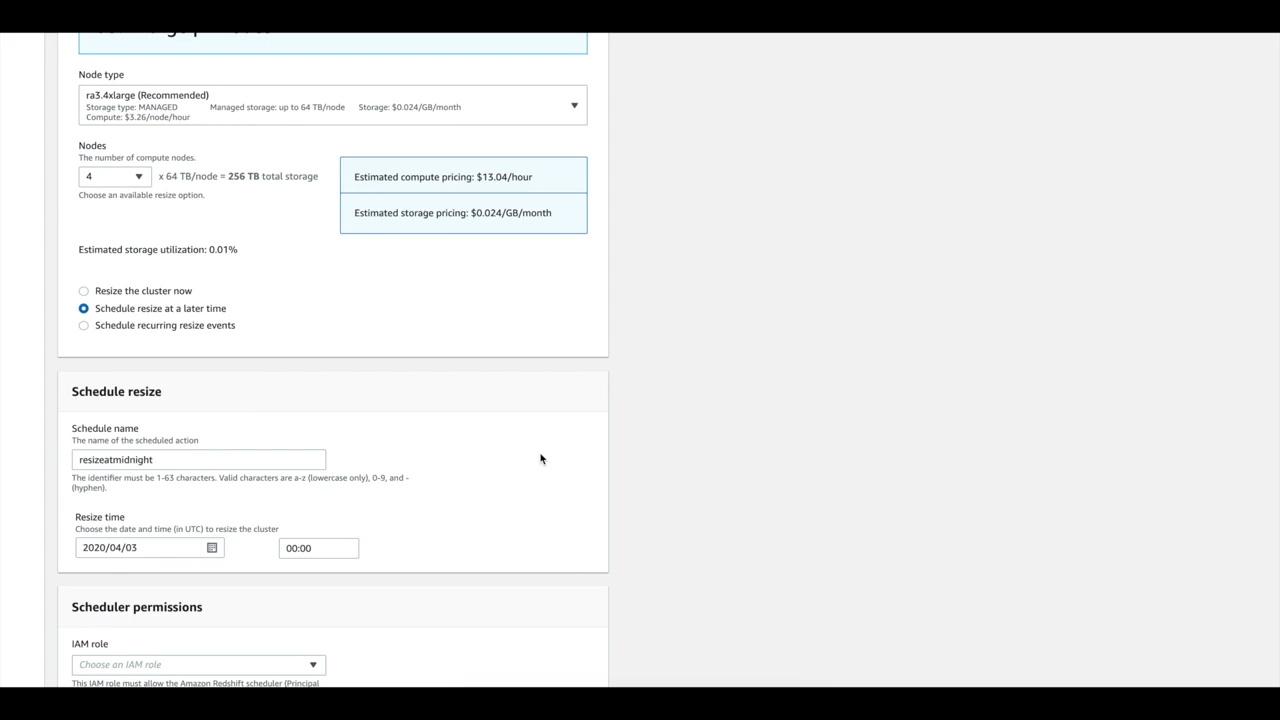 Node type
ra3.4xlarge (Recommended)
Storage type: MANAGED Managed storage: up to 64 TB/node Storage: $0.024/GB/month
Compute: $3.26/node/hour
Nodes
The number of compute nodes.
4 x 64 TB/node = 256 TB total storage
Choose an available resize option.
Estimated compute pricing: $13.04/hour
Estimated storage pricing: $0.024/GB/month
Estimated storage utilization: 0.01%
Resize the cluster now
Schedule resize at a later time
Schedule recurring resize events
Schedule resize
Schedule name
The name of the scheduled action
resizeatmidnight
The identifier must be 1-63 characters. Valid characters are a-z (lowercase only), 0-9, and -
(hyphen).
Resize time
Choose the date and time (in UTC) to resize the cluster
2020/04/03 00:00
Scheduler permissions
IAM role
Choose an IAM role
This IAM role must allow the Amazon Redshift scheduler (Principal